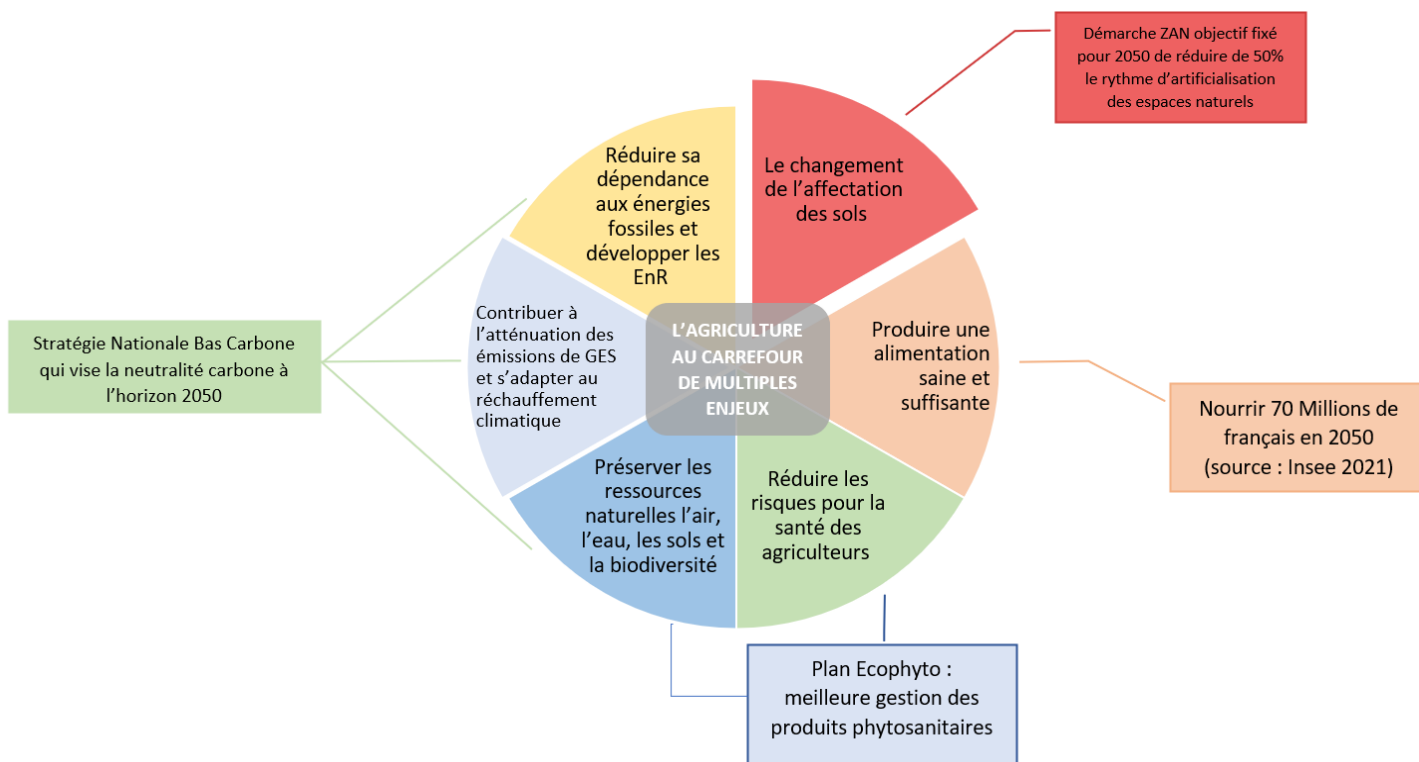 Démarche ZAN objectif fixé
pour 2050 de réduire de 50%
le rythme d'artificialisation
des espaces naturels
Réduire sa
dépendance
aux énergies
fossiles et
développer les
EnR
Le changement
de l'affectation
des sols
Stratégie Nationale Bas Carbone
qui vise la neutralité carbone à
l'horizon 2050
Contribuer à
l'atténuation des
émissions de GES
et s'adapter au
réchauffement
climatique
L'AGRICULTURE
AU CARREFOUR
DE MULTIPLES
ENJEUX
Produire une
alimentation
saine et
suffisante
Nourrir 70 Millions de
français en 2050
(source : Insee 2021)
Préserver les
ressources
naturelles l'air,
l'eau, les sols et
la biodiversité
Réduire les
risques pour la
santé des
agriculteurs
Plan Ecophyto :
meilleure gestion des
produits phytosanitaires